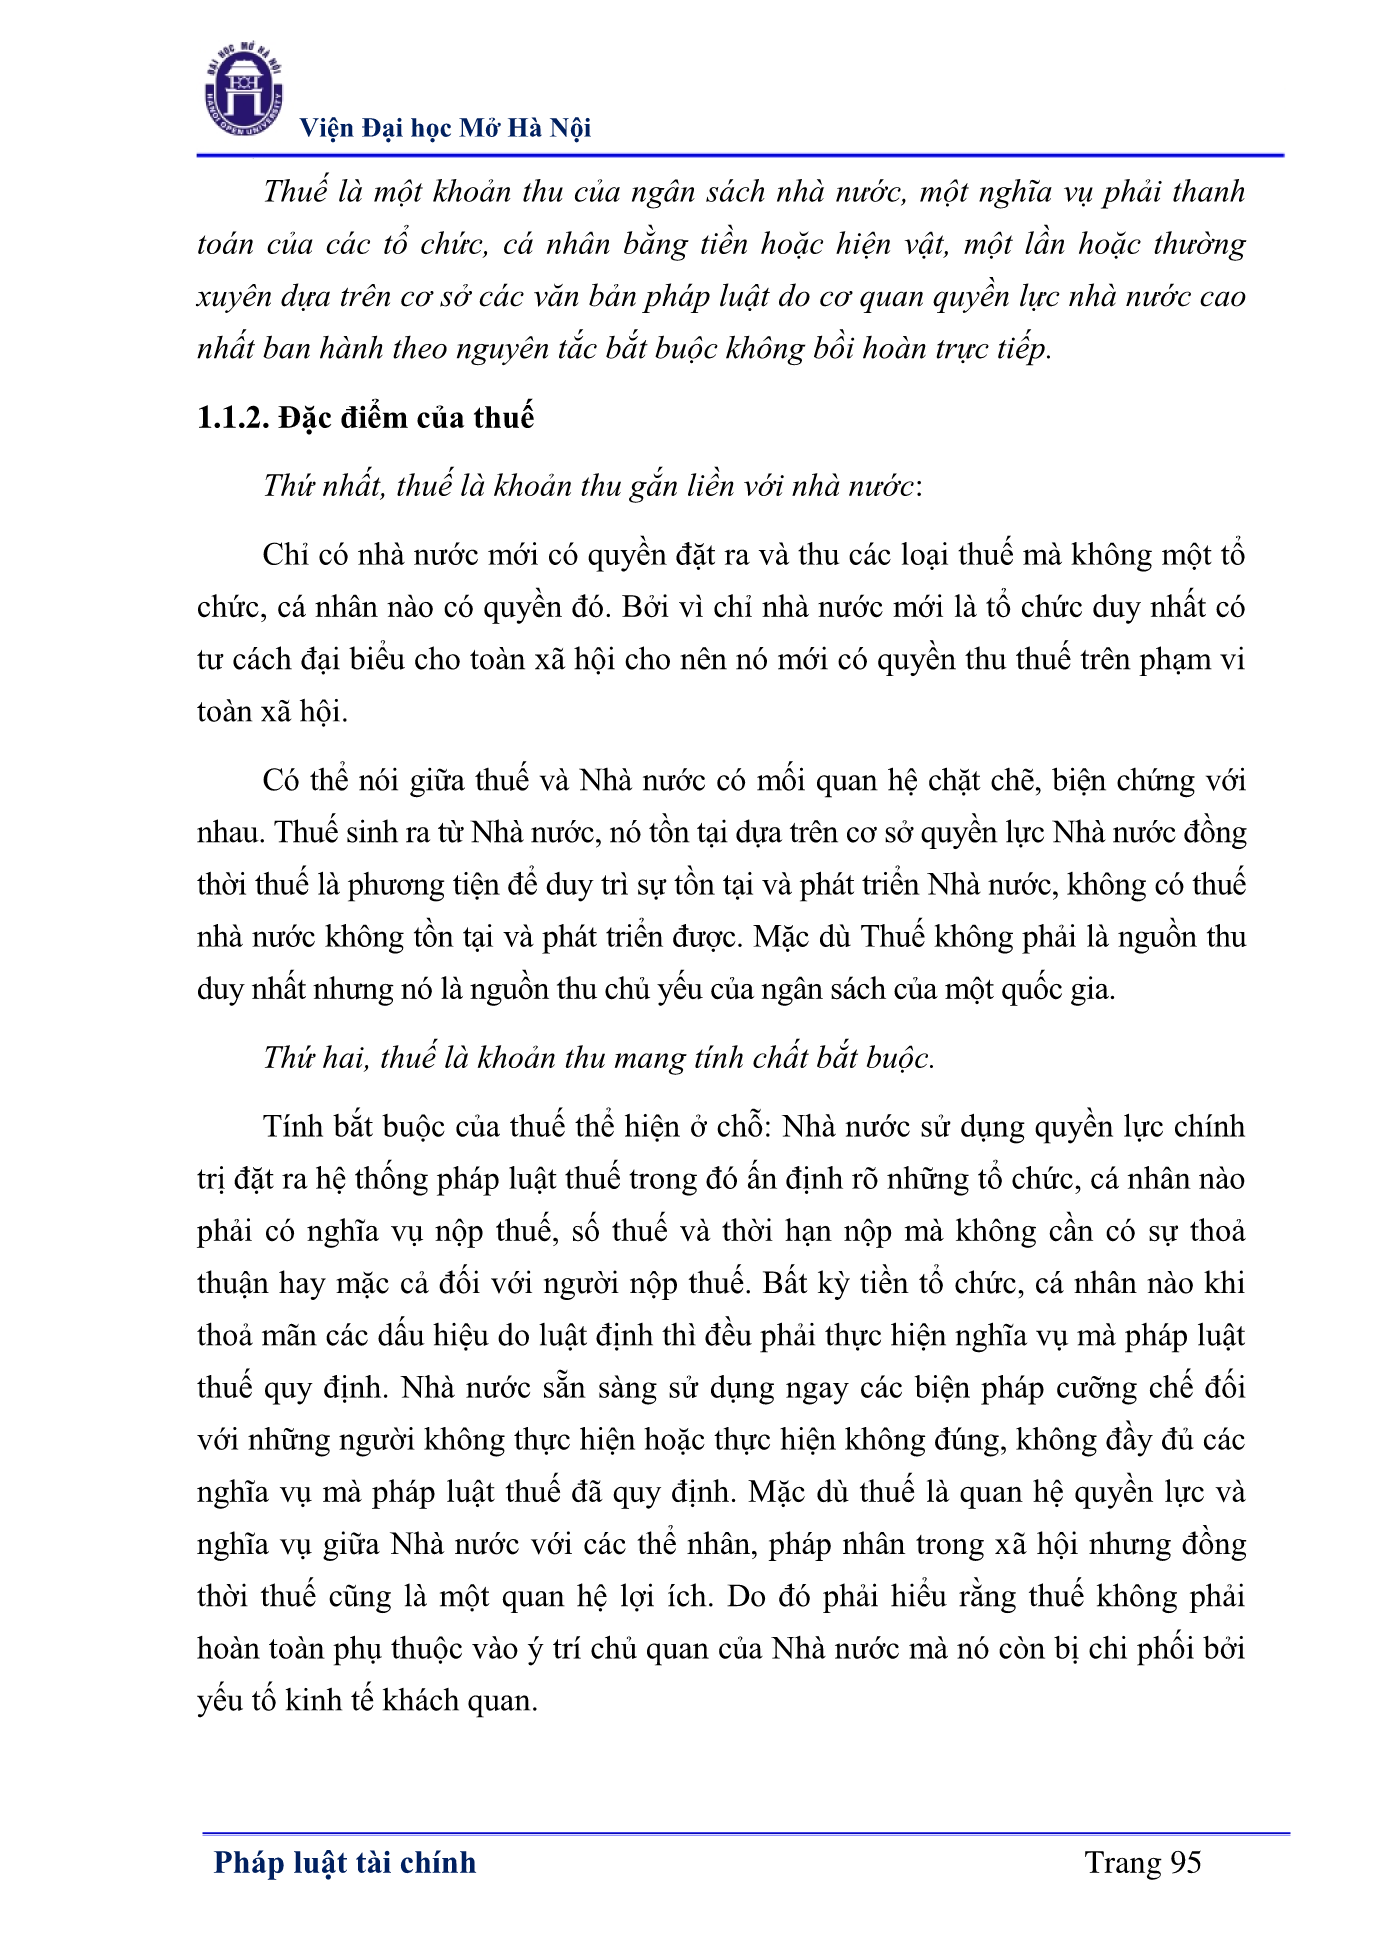 ĐẠI HỌC MỞ HÀ NỘI
HANOI OPEN UNIVERSITY
Viện Đại học Mở Hà Nội
Thuế là một khoản thu của ngân sách nhà nước, một nghĩa vụ phải thanh
toán của các tổ chức, cá nhân bằng tiền hoặc hiện vật, một lần hoặc thường
xuyên dựa trên cơ sở các văn bản pháp luật do cơ quan quyền lực nhà nước cao
nhất ban hành theo nguyên tắc bắt buộc không bồi hoàn trực tiếp.
1.1.2. Đặc điểm của thuế
Thứ nhất, thuế là khoản thu gắn liền với nhà nước:
Chỉ có nhà nước mới có quyền đặt ra và thu các loại thuế mà không một tổ
chức, cá nhân nào có quyền đó. Bởi vì chỉ nhà nước mới là tổ chức duy nhất có
tư cách đại biểu cho toàn xã hội cho nên nó mới có quyền thu thuế trên phạm vi
toàn xã hội.
Có thể nói giữa thuế và Nhà nước có mối quan hệ chặt chẽ, biện chứng với
nhau. Thuế sinh ra từ Nhà nước, nó tồn tại dựa trên cơ sở quyền lực Nhà nước đồng
thời thuế là phương tiện để duy trì sự tồn tại và phát triển Nhà nước, không có thuế
nhà nước không tồn tại và phát triển được. Mặc dù Thuế không phải là nguồn thu
duy nhất nhưng nó là nguồn thu chủ yếu của ngân sách của một quốc gia.
Thứ hai, thuế là khoản thu mang tính chất bắt buộc.
Tính bắt buộc của thuế thể hiện ở chỗ: Nhà nước sử dụng quyền lực chính
trị đặt ra hệ thống pháp luật thuế trong đó ấn định rõ những tổ chức, cá nhân nào
phải có nghĩa vụ nộp thuế, số thuế và thời hạn nộp mà không cần có sự thoả
thuận hay mặc cả đối với người nộp thuế. Bất kỳ tiền tổ chức, cá nhân nào khi
thoả mãn các dấu hiệu do luật định thì đều phải thực hiện nghĩa vụ mà pháp luật
thuế quy định. Nhà nước sẵn sàng sử dụng ngay các biện pháp cưỡng chế đối
với những người không thực hiện hoặc thực hiện không đúng, không đầy đủ các
nghĩa vụ mà pháp luật thuế đã quy định. Mặc dù thuế là quan hệ quyền lực và
nghĩa vụ giữa Nhà nước với các thể nhân, pháp nhân trong xã hội nhưng đồng
thời thuế cũng là một quan hệ lợi ích. Do đó phải hiểu rằng thuế không phải
hoàn toàn phụ thuộc vào ý trí chủ quan của Nhà nước mà nó còn bị chi phối bởi
yếu tố kinh tế khách quan.
Pháp luật tài chính
Trang 95